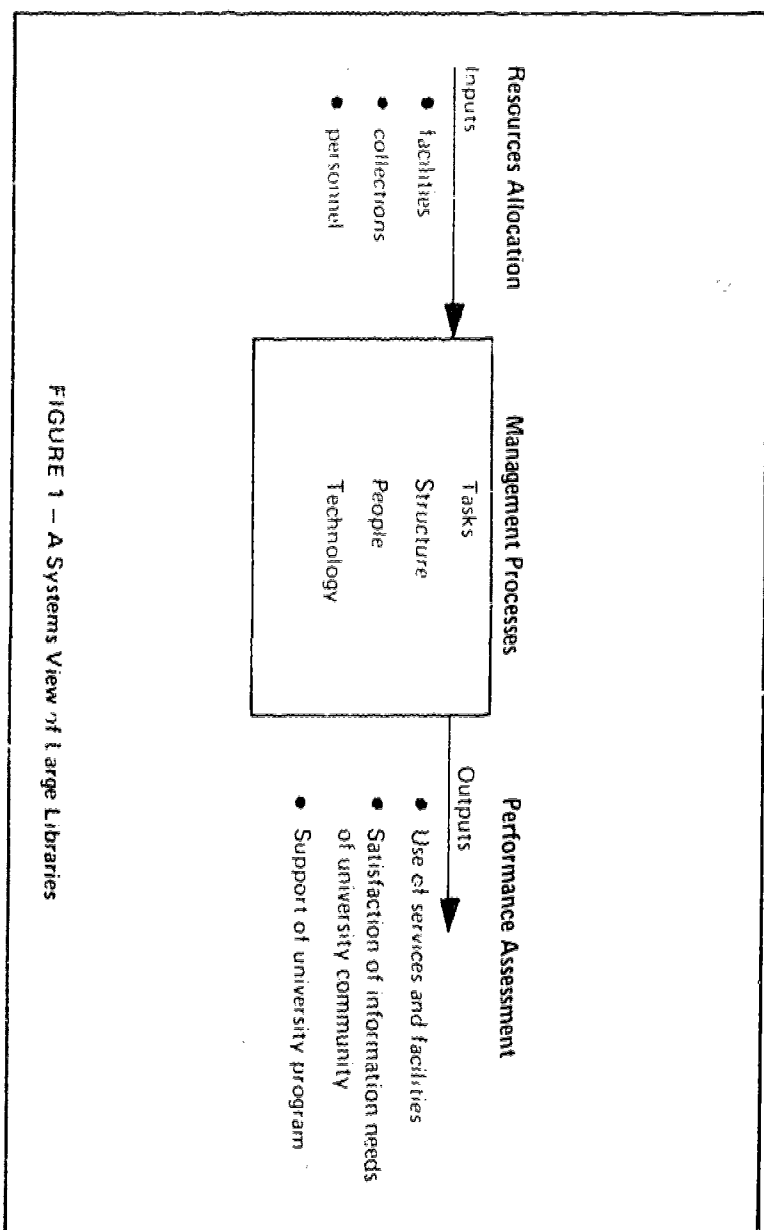 Resources Allocation
Inputs
• facilities
• collections
• personnel
Management Processes
Tasks
Structure
People
Technology
Performance Assessment
Outputs
• Use of services and facilities
• Satisfaction of information needs
of university community
• Support of university program
FIGURE 1 — A Systems View of Large Libraries